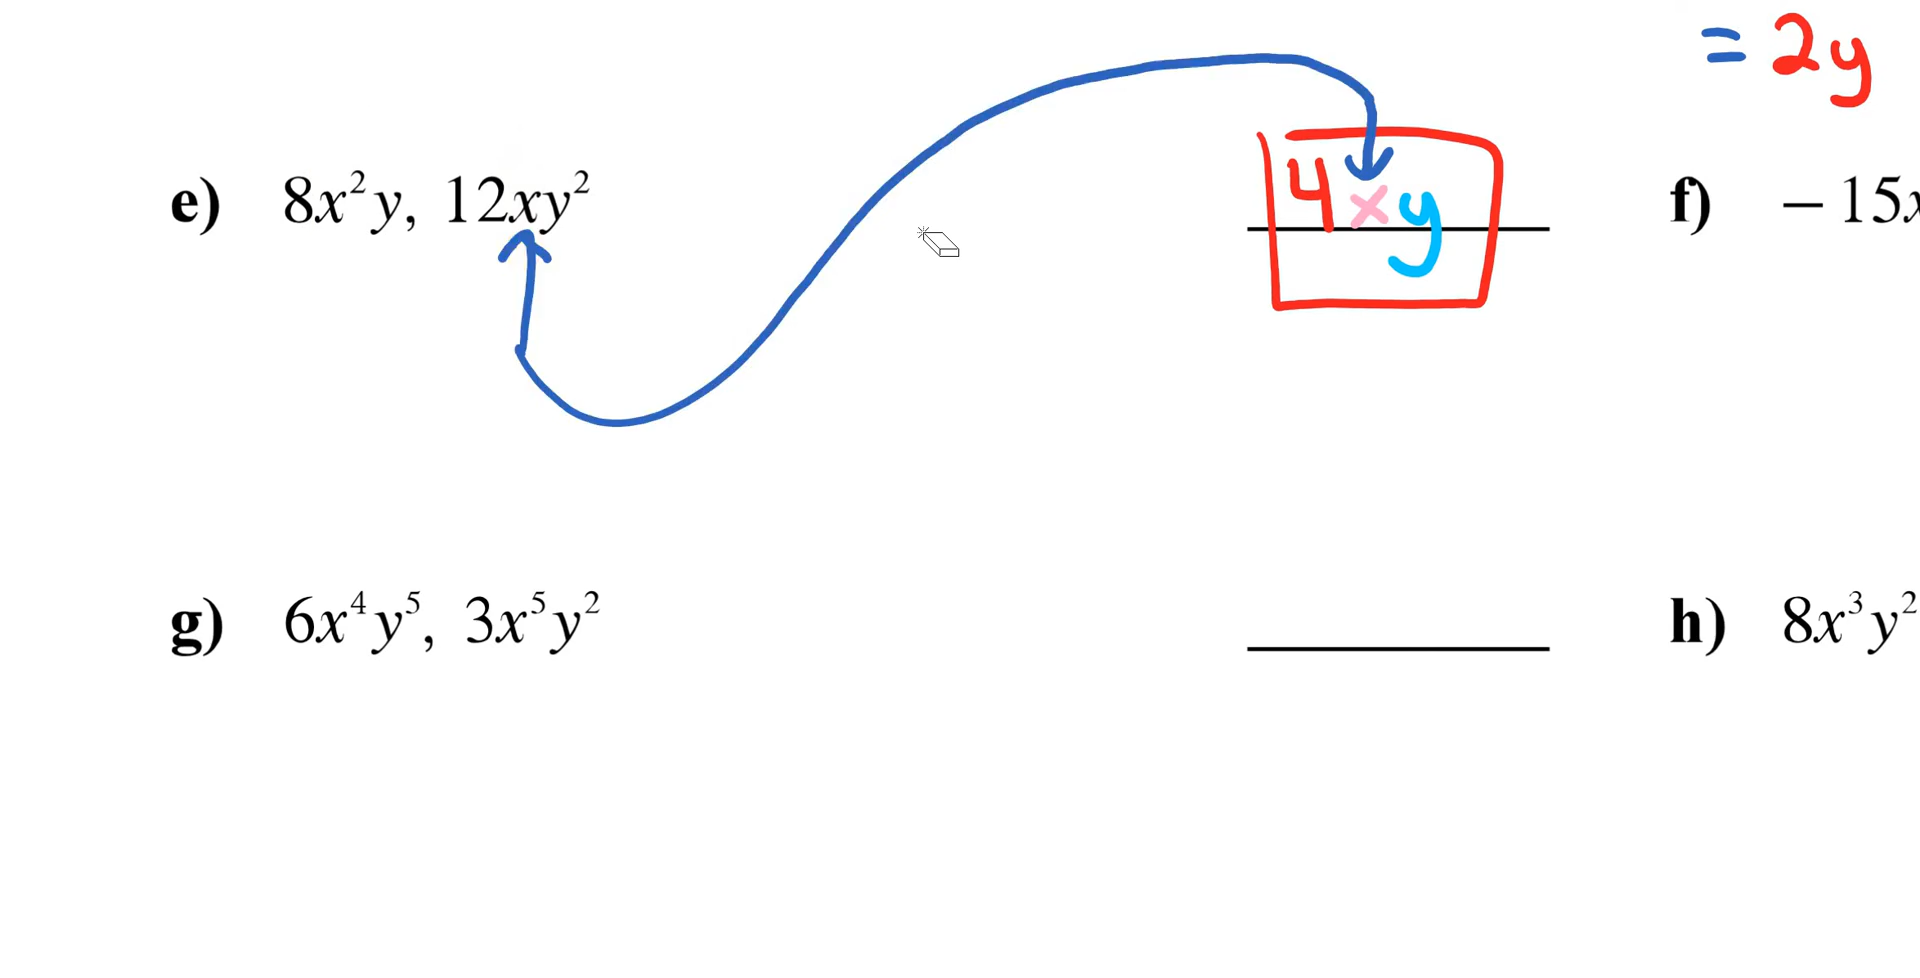 = 2y
e) 8x²y, 12xy² 4xy
f) – 15x
g) 6x⁴y⁵, 3x⁵y²
h) 8x³y²